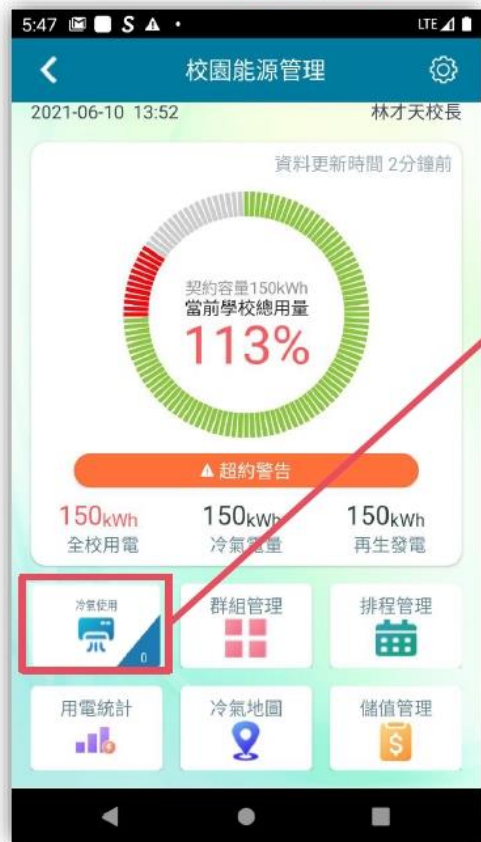 5:47 S LTE
校園能源管理
2021-06-10 13:52 林才天校長
資料更新時間 2分鐘前
契約容量150kWh
當前學校總用量
113%
超約警告
150kWh 150kWh 150kWh
全校用電 冷氣電量 再生發電
冷氣使用 群組管理 排程管理
0
用電統計 冷氣地圖 儲值管理
$